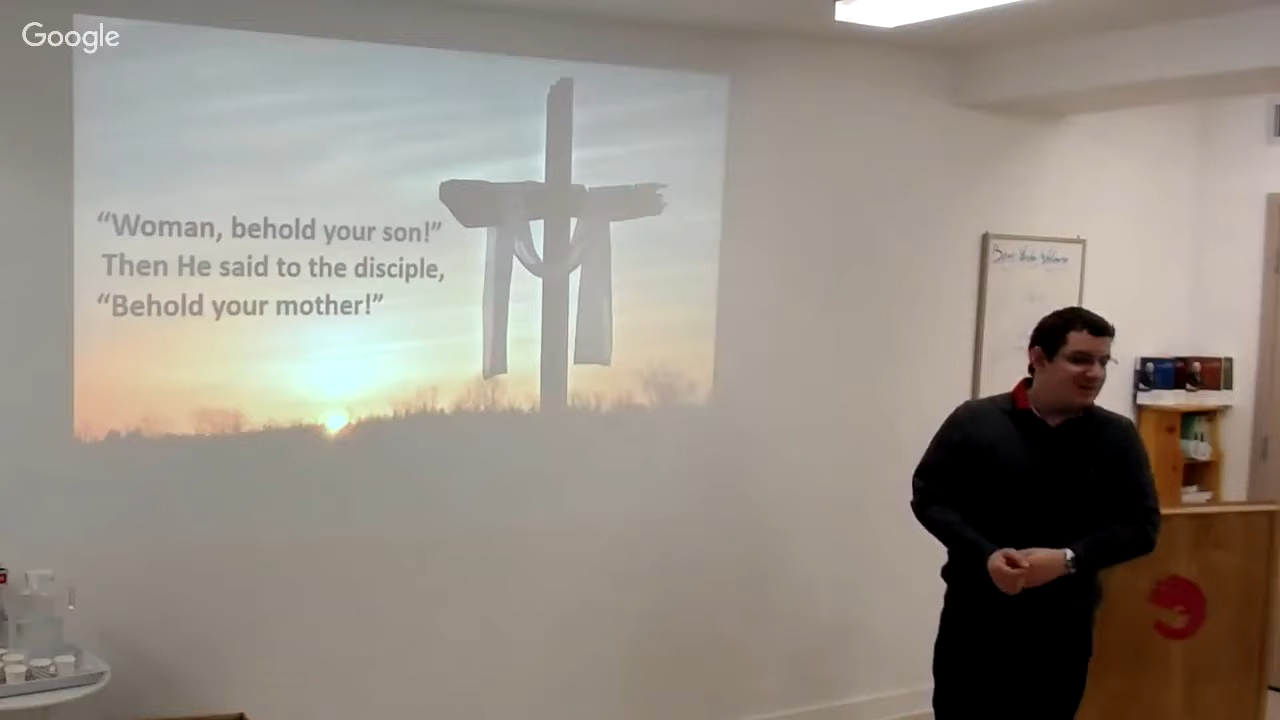 Google
“Woman, behold your son!”
Then He said to the disciple,
“Behold your mother!”